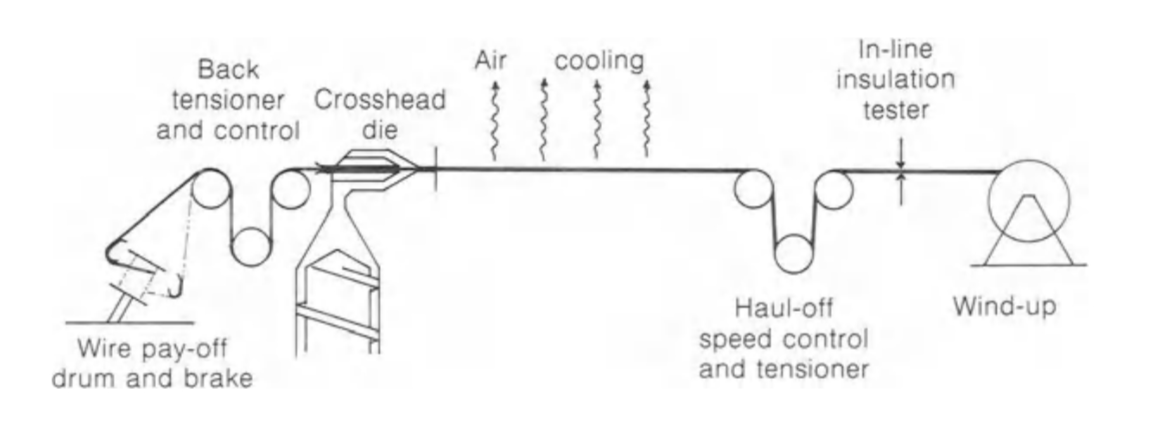 Back
tensioner
and control
Crosshead
die
Air cooling
In-line
insulation
tester
Wire pay-off
drum and brake
Haul-off
speed control
and tensioner
Wind-up